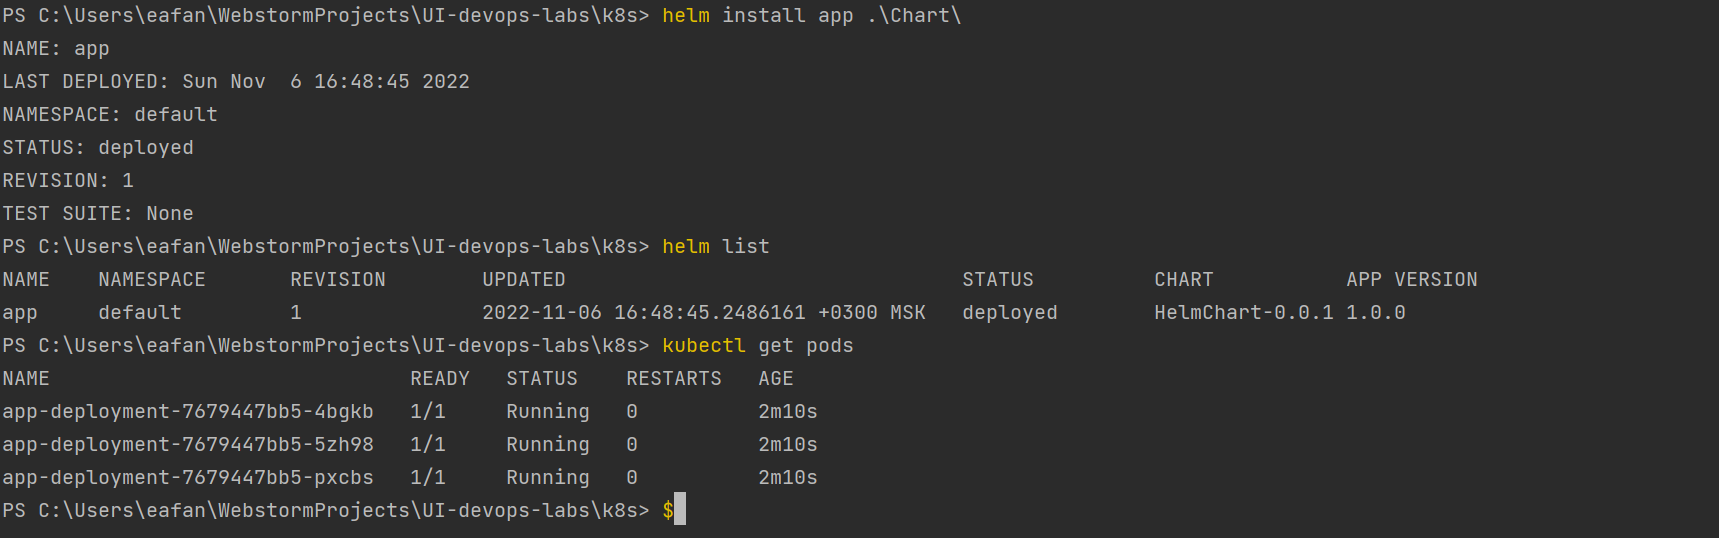 PS C:\Users\eafan\WebstormProjects\UI-devops-labs\k8s> helm install app .\Chart\
NAME: app
LAST DEPLOYED: Sun Nov  6 16:48:45 2022
NAMESPACE: default
STATUS: deployed
REVISION: 1
TEST SUITE: None
PS C:\Users\eafan\WebstormProjects\UI-devops-labs\k8s> helm list
NAME    NAMESPACE       REVISION        UPDATED                                 STATUS          CHART           APP VERSION
app     default         1               2022-11-06 16:48:45.2486161 +0300 MSK   deployed        HelmChart-0.0.1 1.0.0
PS C:\Users\eafan\WebstormProjects\UI-devops-labs\k8s> kubectl get pods
NAME                              READY   STATUS    RESTARTS   AGE
app-deployment-7679447bb5-4bgkb   1/1     Running   0          2m10s
app-deployment-7679447bb5-5zh98   1/1     Running   0          2m10s
app-deployment-7679447bb5-pxcbs   1/1     Running   0          2m10s
PS C:\Users\eafan\WebstormProjects\UI-devops-labs\k8s> $